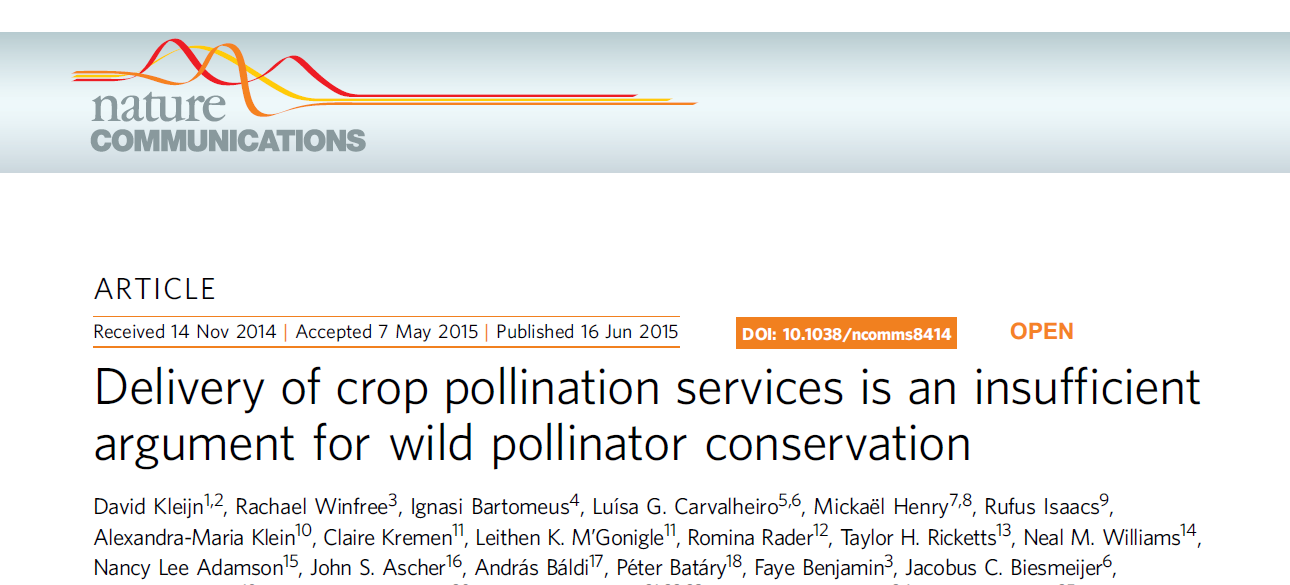 nature
COMMUNICATIONS
ARTICLE
Received 14 Nov 2014 | Accepted 7 May 2015 | Published 16 Jun 2015
DOI: 10.1038/ncomms8414
OPEN
Delivery of crop pollination services is an insufficient
argument for wild pollinator conservation
David Kleijn1,2, Rachael Winfree3, Ignasi Bartomeus4, Luísa G. Carvalheiro5,6, Mickaël Henry7,8, Rufus Isaacs9,
Alexandra-Maria Klein10, Claire Kremen11, Leithen K. M'Gonigle11, Romina Rader12, Taylor H. Ricketts13, Neal M. Williams14,
Nancy Lee Adamson15, John S. Ascher16, András Báldi17, Péter Batáry18, Faye Benjamin3, Jacobus C. Biesmeijer6,